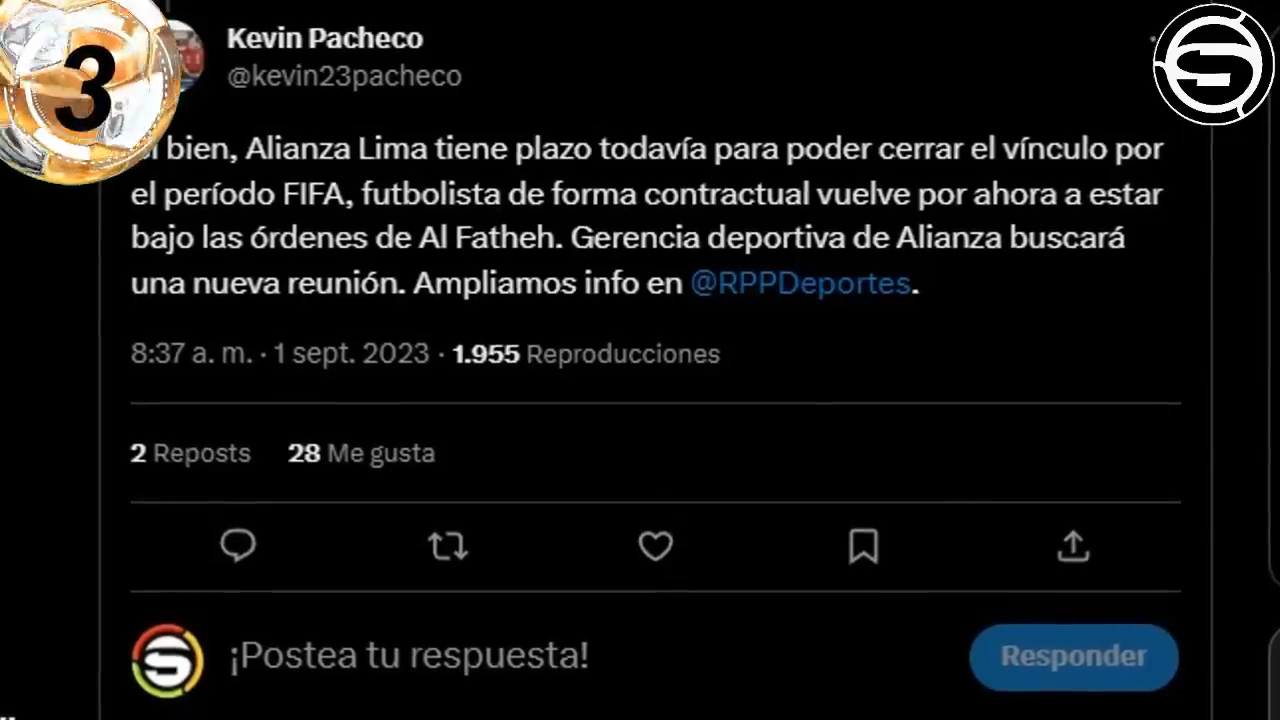 3
Kevin Pacheco
@kevin23pacheco
bien, Alianza Lima tiene plazo todavía para poder cerrar el vínculo por
el período FIFA, futbolista de forma contractual vuelve por ahora a estar
bajo las órdenes de Al Fatheh. Gerencia deportiva de Alianza buscará
una nueva reunión. Ampliamos info en @RPPDeportes.
8:37 a. m. · 1 sept. 2023 · 1.955 Reproducciones
2 Reposts 28 Me gusta
¡Postea tu respuesta!
Responder